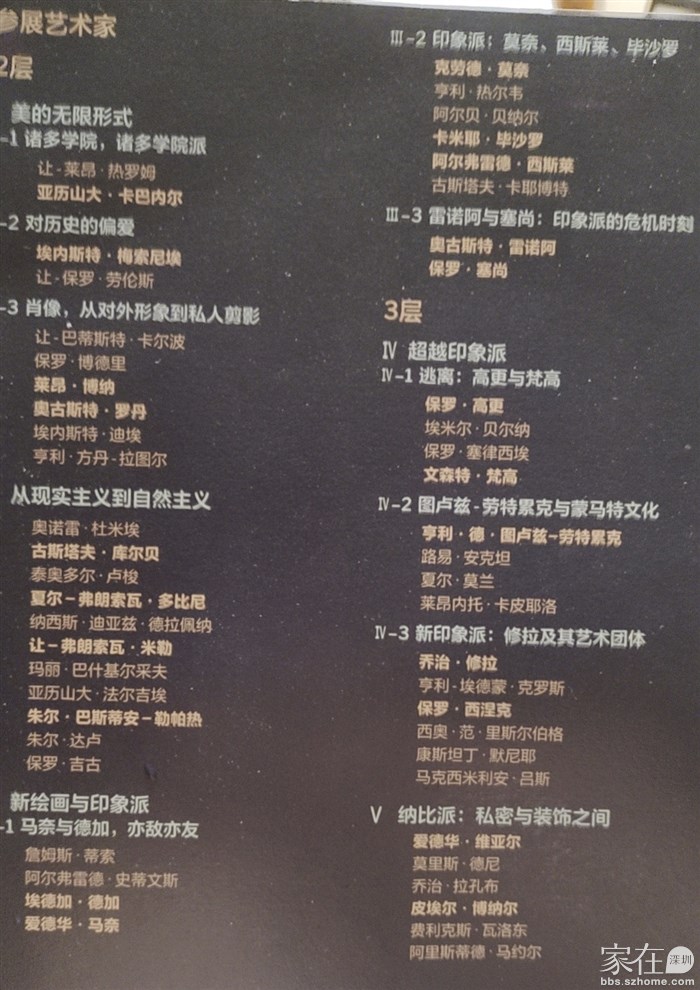 参展艺术家
2层
美的无限形式
-1 诸多学院，诸多学院派
让-莱昂·热罗姆
亚历山大·卡巴内尔
-2 对历史的偏爱
埃内斯特·梅索尼埃
让-保罗·劳伦斯
-3 肖像，从对外形象到私人剪影
让-巴蒂斯特·卡尔波
保罗·博德里
莱昂·博纳
奥古斯特·罗丹
埃内斯特·迪埃
亨利·方丹-拉图尔
从现实主义到自然主义
奥诺雷·杜米埃
古斯塔夫·库尔贝
泰奥多尔·卢梭
夏尔-弗朗索瓦·多比尼
纳西斯·迪亚兹·德拉佩纳
让-弗朗索瓦·米勒
玛丽·巴什基尔采夫
亚历山大·法尔吉埃
朱尔·巴斯蒂安-勒帕热
朱尔·达卢
保罗·吉古
新绘画与印象派
-1 马奈与德加，亦敌亦友
詹姆斯·蒂索
阿尔弗雷德·史蒂文斯
埃德加·德加
爱德华·马奈
Ⅲ-2 印象派：莫奈、西斯莱、毕沙罗
克劳德·莫奈
亨利·热尔韦
阿尔贝·贝纳尔
卡米耶·毕沙罗
阿尔弗雷德·西斯莱
古斯塔夫·卡耶博特
Ⅲ-3 雷诺阿与塞尚：印象派的危机时刻
奥古斯特·雷诺阿
保罗·塞尚
3层
Ⅳ 超越印象派
Ⅳ-1 逃离：高更与梵高
保罗·高更
埃米尔·贝尔纳
保罗·塞律西埃
文森特·梵高
Ⅳ-2 图卢兹-劳特累克与蒙马特文化
亨利·德·图卢兹-劳特累克
路易·安克坦
夏尔·莫兰
莱昂内托·卡皮耶洛
Ⅳ-3 新印象派：修拉及其艺术团体
乔治·修拉
亨利-埃德蒙·克罗斯
保罗·西涅克
西奥·范·里斯尔伯格
康斯坦丁·默尼耶
马克西米利安·吕斯
Ⅴ 纳比派：私密与装饰之间
爱德华·维亚尔
莫里斯·德尼
乔治·拉孔布
皮埃尔·博纳尔
费利克斯·瓦洛东
阿里斯蒂德·马约尔
家在 深圳
bbs.szhome.com